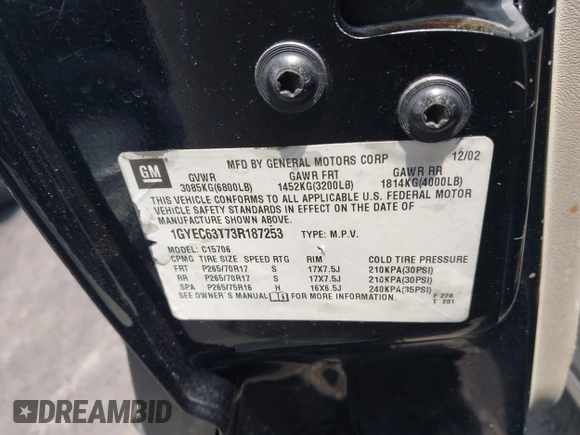 GM
MFD BY GENERAL MOTORS CORP 12/02
GVWR GAWR FRT GAWR RR
3085KG(6800LB) 1452KG(3200LB) 1814KG(4000LB)
THIS VEHICLE CONFORMS TO ALL APPLICABLE U.S. FEDERAL MOTOR
VEHICLE SAFETY STANDARDS IN EFFECT ON THE DATE OF
MANUFACTURE SHOWN ABOVE.
1GYEC63T73R187253 TYPE: M.P.V.
MODEL: C15706
CPMG TIRE SIZE SPEED RTG RIM COLD TIRE PRESSURE
FRT P265/70R17 S 17X7.5J 210KPA(30PSI)
RR P265/70R17 S 17X7.5J 210KPA(30PSI)
SPA P265/75R16 H 16X6.5J 240KPA(35PSI)
SEE OWNER'S MANUAL FOR MORE INFORMATION. F 276
T 201
DREAMBID